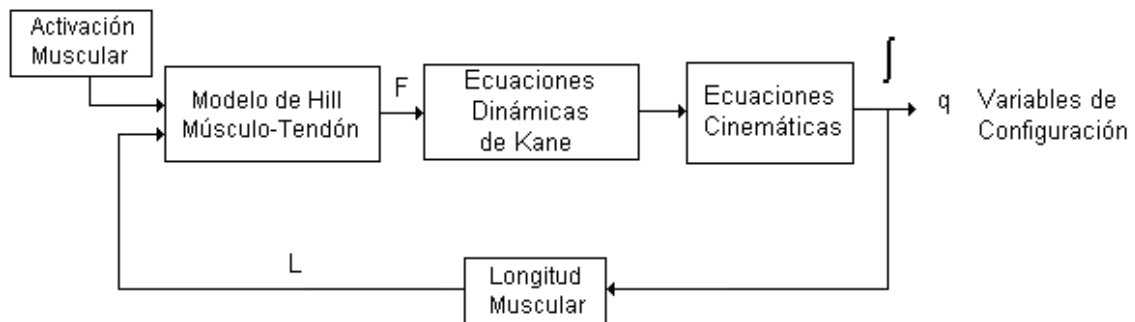 Activación
Muscular
Modelo de Hill
Músculo-Tendón
F
Ecuaciones
Dinámicas
de Kane
Ecuaciones
Cinemáticas
∫
q Variables de
Configuración
L
Longitud
Muscular